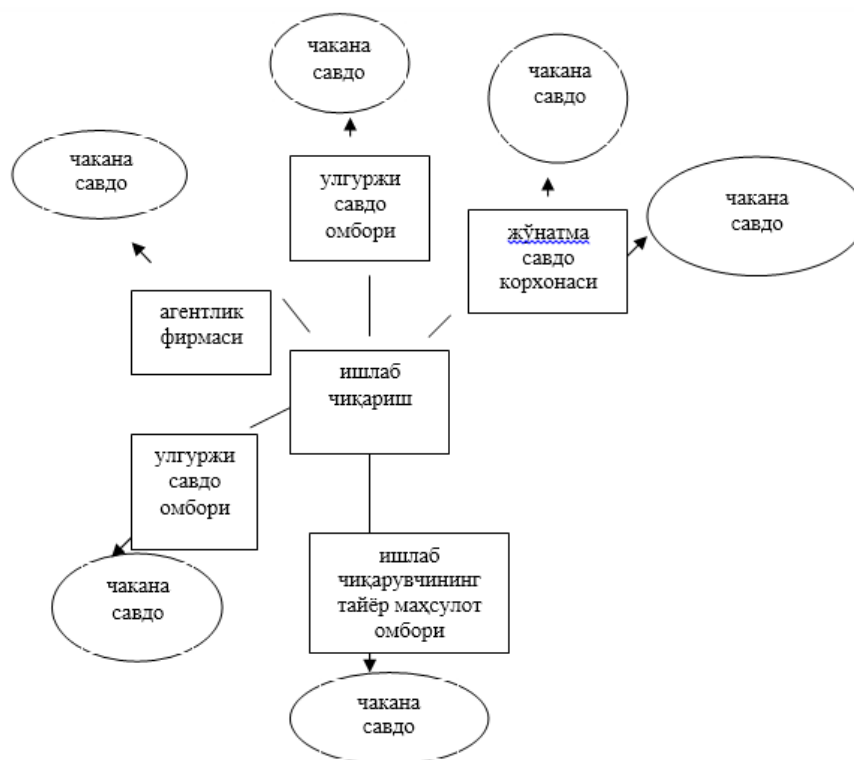 чакана
савдо
чакана
савдо
чакана
савдо
улгуржи
савдо
омбори
чакана
савдо
жўнатма
савдо
корхонаси
агентлик
фирмаси
ишлаб
чиқариш
улгуржи
савдо
омбори
ишлаб
чиқарувчининг
тайёр маҳсулот
омбори
чакана
савдо
чакана
савдо